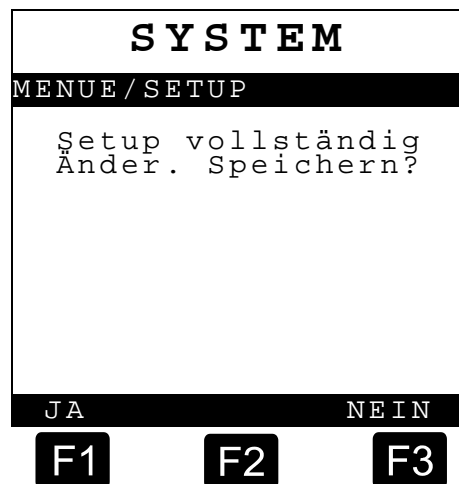 SYSTEM
MENUE/SETUP
Setup vollständig
Änder. Speichern?
JA NEIN
F1 F2 F3